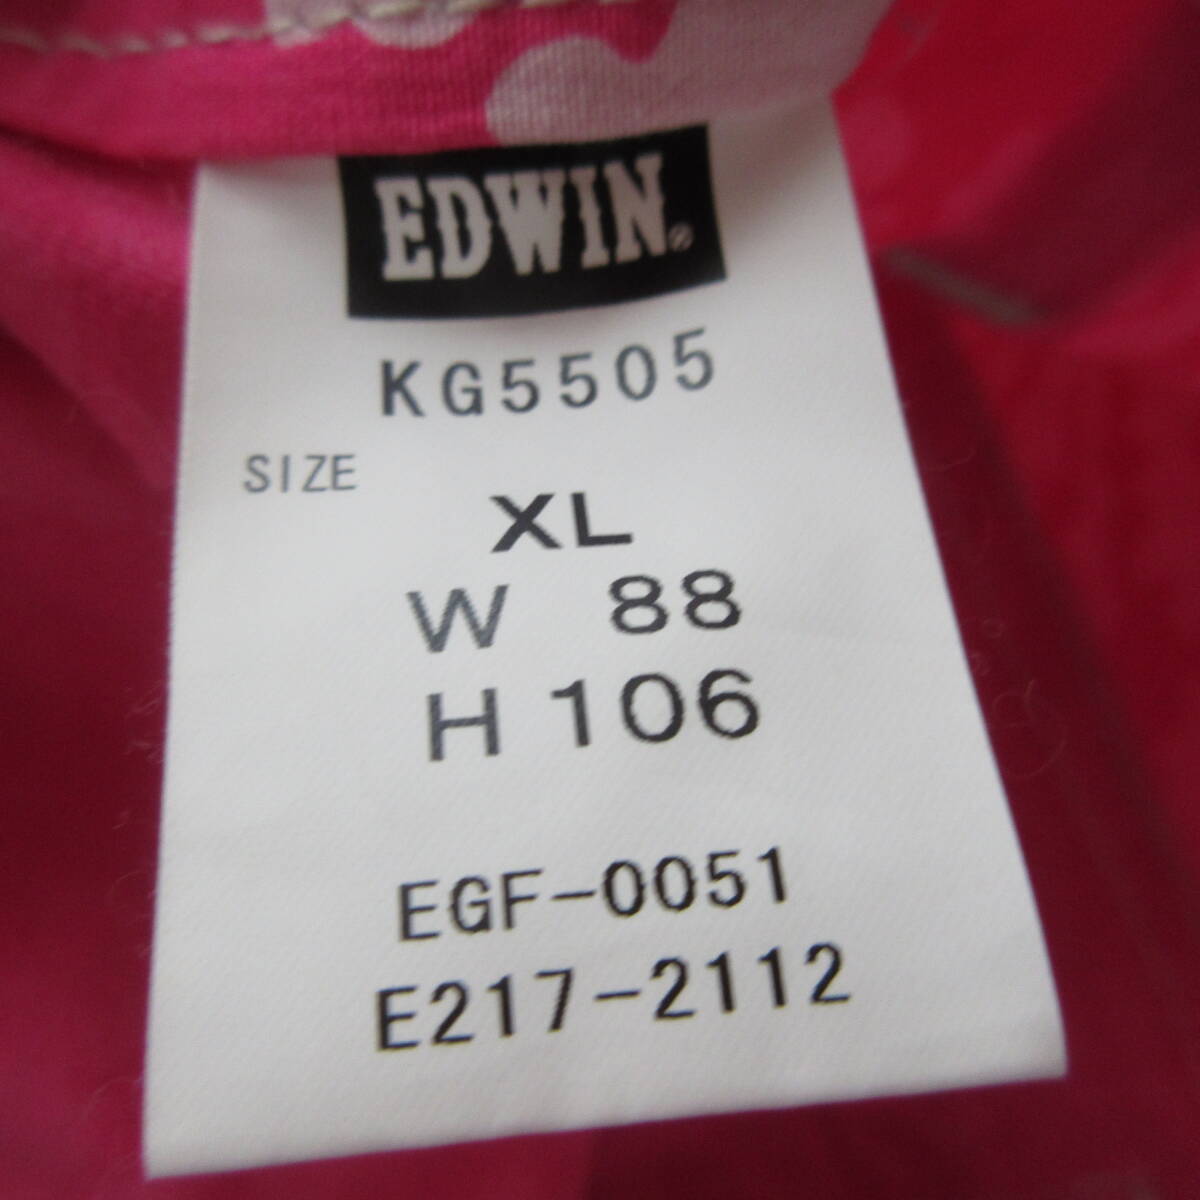 EDWIN®
KG5505
SIZE
XL
W 88
H 106
EGF-0051
E217-2112